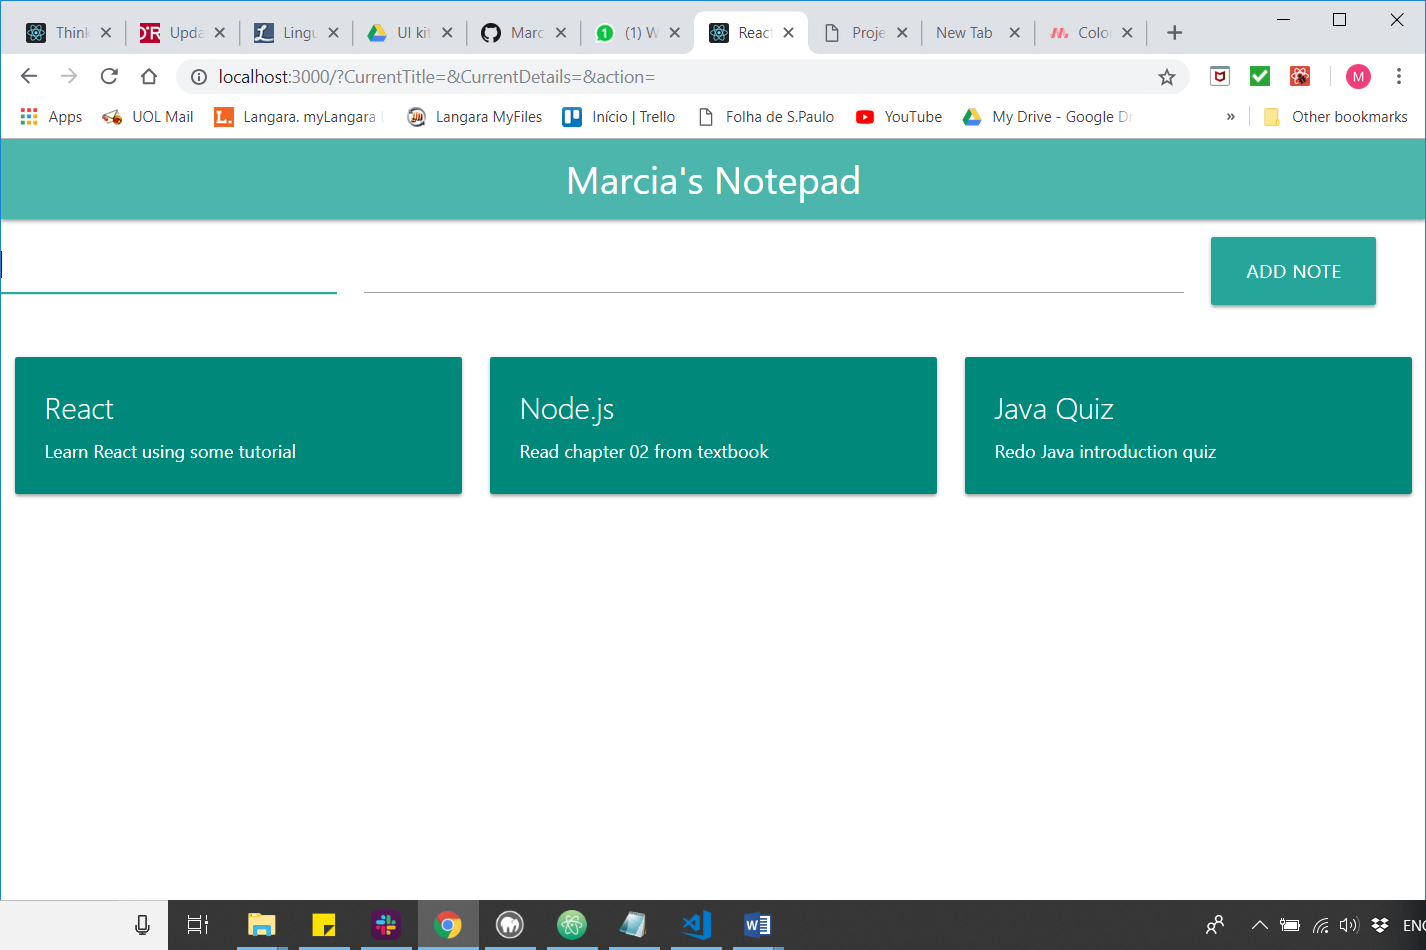 Think Upda Lingu UI kit Marc (1) W React Proje New Tab Color
localhost:3000/?CurrentTitle=&CurrentDetails=&action=
M
Apps UOL Mail L. Langara. myLangara Langara MyFiles Início | Trello Folha de S.Paulo YouTube My Drive - Google Dr » Other bookmarks
Marcia's Notepad
ADD NOTE
React
Learn React using some tutorial
Node.js
Read chapter 02 from textbook
Java Quiz
Redo Java introduction quiz
ENG